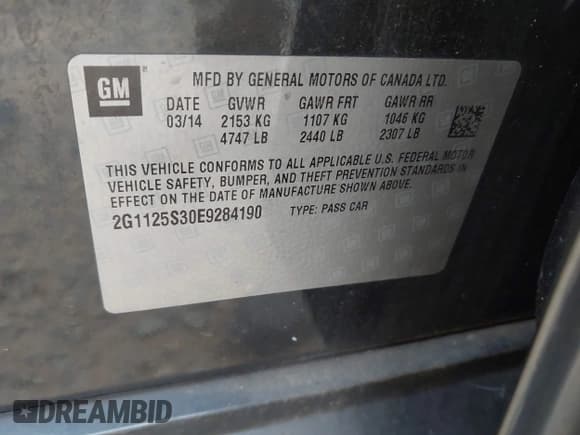 GM MFD BY GENERAL MOTORS OF CANADA LTD.
DATE GVWR GAWR FRT GAWR RR
03/14 2153 KG 1107 KG 1046 KG
4747 LB 2440 LB 2307 LB
THIS VEHICLE CONFORMS TO ALL APPLICABLE U.S. FEDERAL MOTOR
VEHICLE SAFETY, BUMPER, AND THEFT PREVENTION STANDARDS IN
EFFECT ON THE DATE OF MANUFACTURE SHOWN ABOVE.
2G1125S30E9284190 TYPE: PASS CAR
DREAMBID